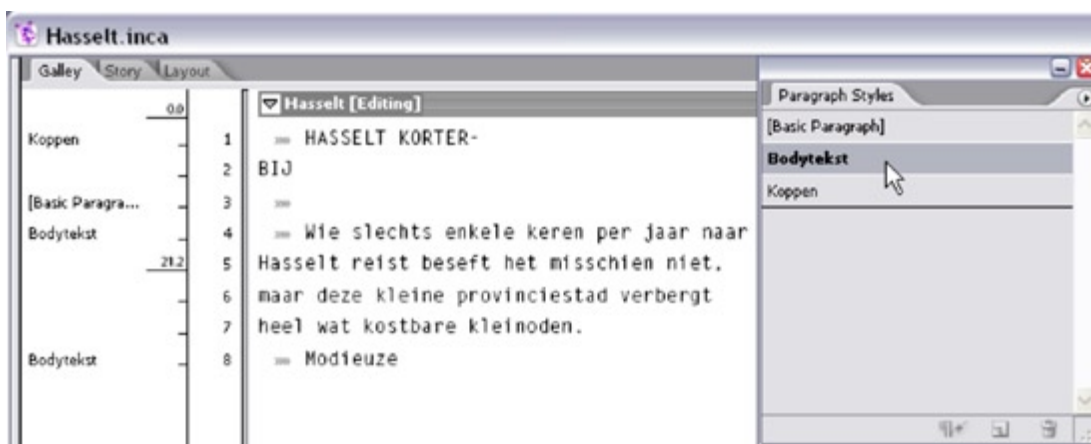 Hasselt.inca
Galley Story Layout
0.0
Hasselt [Editing]
Koppen 1 HASSELT KORTER-
2 BIJ
[Basic Paragra... 3
Bodytekst 4 Wie slechts enkele keren per jaar naar
21.2 5 Hasselt reist beseft het misschien niet,
6 maar deze kleine provinciestad verbergt
7 heel wat kostbare kleinoden.
Bodytekst 8 Modieuze
Paragraph Styles
[Basic Paragraph]
Bodytekst
Koppen